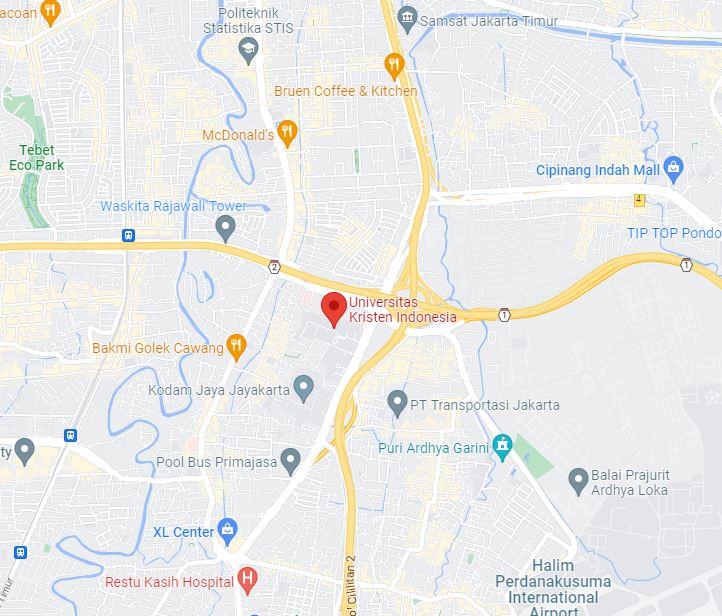 acoan
Politeknik
Statistika STIS
Samsat Jakarta Timur
Bruen Coffee & Kitchen
McDonald's
Tebet
Eco Park
Cipinang Indah Mall
4
Waskita Rajawali Tower
TIP TOP Pondo
2
1
Universitas
Kristen Indonesia
1
Bakmi Golek Cawang
Kodam Jaya Jayakarta
PT Transportasi Jakarta
ty
Pool Bus Primajasa
Puri Ardhya Garini
Balai Prajurit
Ardhya Loka
XL Center
Restu Kasih Hospital
H
Halim
Perdanakusuma
International
Airport
Cililitan 2
Timur